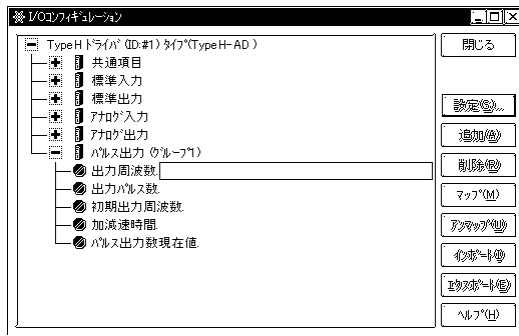 I/Oコンフィギュレーション
TypeHドライバ (ID:#1) タイプ(TypeH-AD )
共通項目
標準入力
標準出力
アナログ入力
アナログ出力
パルス出力 (グループ1)
出力周波数.
出力パルス数.
初期出力周波数.
加減速時間.
パルス出力数現在値.
閉じる
設定(S)...
追加(A)
削除(R)
マップ(M)
アンマップ(U)
インポート(I)
エクスポート(E)
ヘルプ(H)